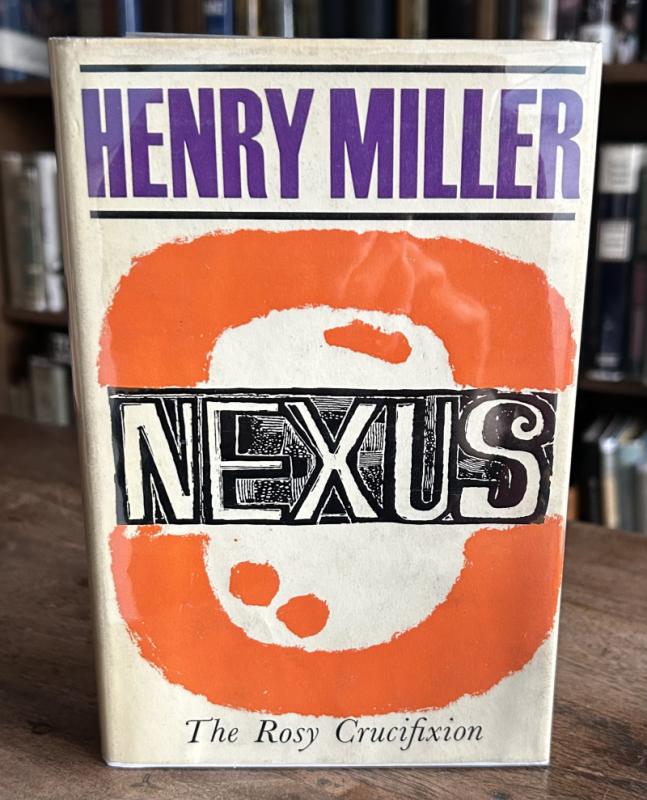 HENRY MILLER
NEXUS
The Rosy Crucifixion